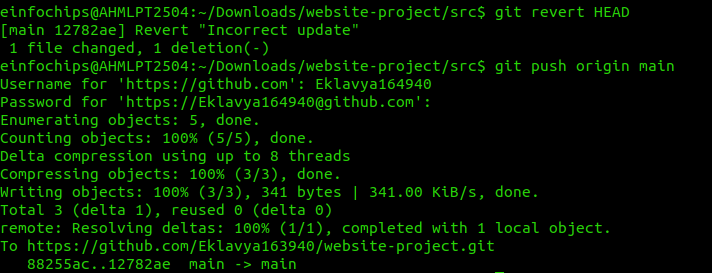 einfochips@AHMLPT2504:~/Downloads/website-project/src$ git revert HEAD
[main 12782ae] Revert "Incorrect update"
 1 file changed, 1 deletion(-)
einfochips@AHMLPT2504:~/Downloads/website-project/src$ git push origin main
Username for 'https://github.com': Eklavya164940
Password for 'https://Eklavya164940@github.com':
Enumerating objects: 5, done.
Counting objects: 100% (5/5), done.
Delta compression using up to 8 threads
Compressing objects: 100% (3/3), done.
Writing objects: 100% (3/3), 341 bytes | 341.00 KiB/s, done.
Total 3 (delta 1), reused 0 (delta 0)
remote: Resolving deltas: 100% (1/1), completed with 1 local object.
To https://github.com/Eklavya163940/website-project.git
   88255ac..12782ae  main -> main